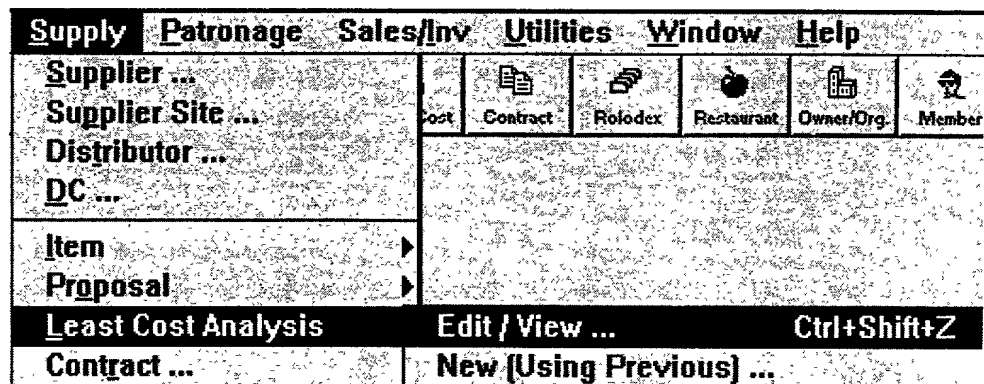 Supply Patronage Sales/Inv Utilities Window Help
Supplier ...
Supplier Site ...
Distributor ...
DC ...
Cost Contract Rolodex Restaurant Owner/Org. Member
Item
Proposal
Least Cost Analysis Edit / View ... Ctrl+Shift+Z
Contract ... New (Using Previous) ...